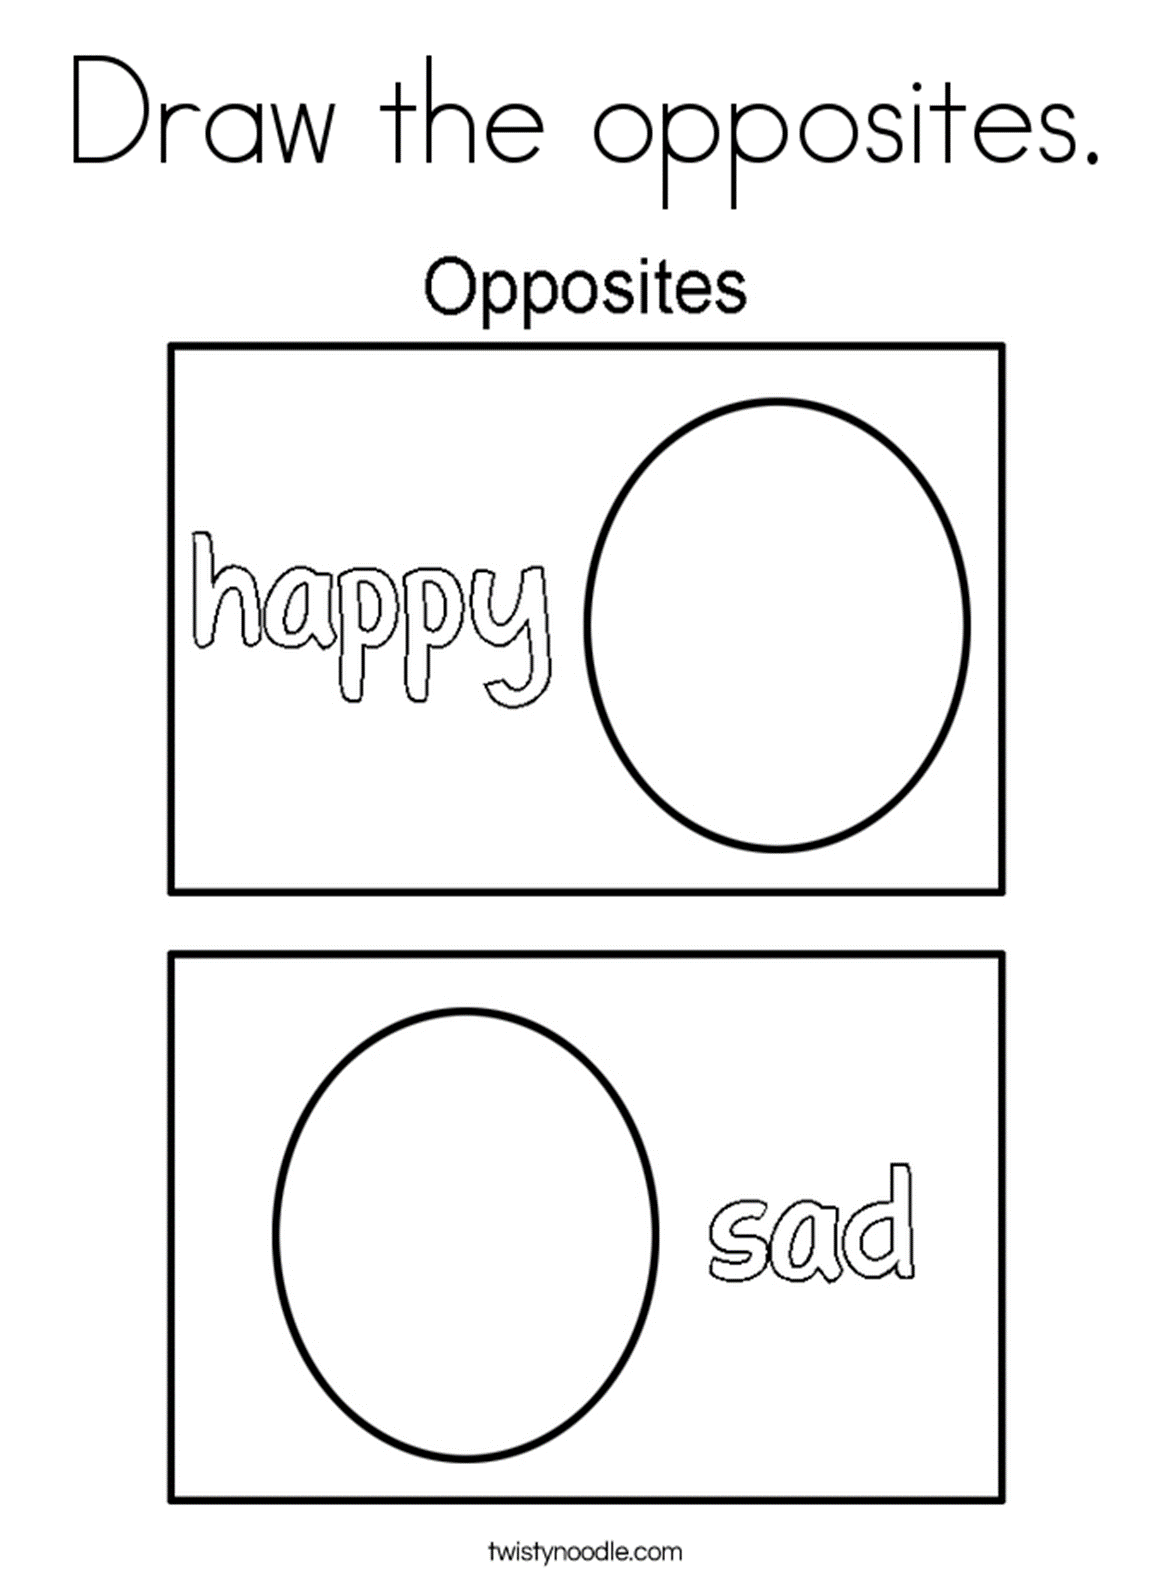 Draw the opposites.
Opposites
happy
sad
twistynoodle.com